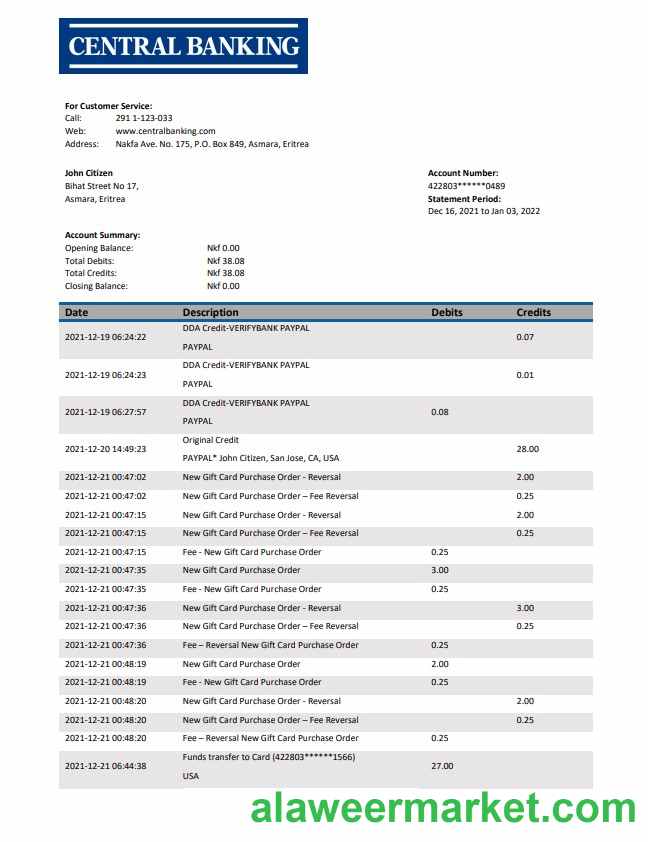 CENTRAL BANKING
For Customer Service:
Call: 291 1-123-033
Web: www.centralbanking.com
Address: Nakfa Ave. No. 175, P.O. Box 849, Asmara, Eritrea
John Citizen
Bihat Street No 17,
Asmara, Eritrea
Account Number:
422803******0489
Statement Period:
Dec 16, 2021 to Jan 03, 2022
Account Summary:
Opening Balance: Nkf 0.00
Total Debits: Nkf 38.08
Total Credits: Nkf 38.08
Closing Balance: Nkf 0.00
Date Description Debits Credits
2021-12-19 06:24:22 DDA Credit-VERIFYBANK PAYPAL 0.07
PAYPAL
2021-12-19 06:24:23 DDA Credit-VERIFYBANK PAYPAL 0.01
PAYPAL
2021-12-19 06:27:57 DDA Credit-VERIFYBANK PAYPAL 0.08
PAYPAL
2021-12-20 14:49:23 Original Credit 28.00
PAYPAL* John Citizen, San Jose, CA, USA
2021-12-21 00:47:02 New Gift Card Purchase Order - Reversal 2.00
2021-12-21 00:47:02 New Gift Card Purchase Order – Fee Reversal 0.25
2021-12-21 00:47:15 New Gift Card Purchase Order - Reversal 2.00
2021-12-21 00:47:15 New Gift Card Purchase Order – Fee Reversal 0.25
2021-12-21 00:47:15 Fee - New Gift Card Purchase Order 0.25
2021-12-21 00:47:35 New Gift Card Purchase Order 3.00
2021-12-21 00:47:35 Fee - New Gift Card Purchase Order 0.25
2021-12-21 00:47:36 New Gift Card Purchase Order - Reversal 3.00
2021-12-21 00:47:36 New Gift Card Purchase Order – Fee Reversal 0.25
2021-12-21 00:47:36 Fee – Reversal New Gift Card Purchase Order 0.25
2021-12-21 00:48:19 New Gift Card Purchase Order 2.00
2021-12-21 00:48:19 Fee - New Gift Card Purchase Order 0.25
2021-12-21 00:48:20 New Gift Card Purchase Order - Reversal 2.00
2021-12-21 00:48:20 New Gift Card Purchase Order – Fee Reversal 0.25
2021-12-21 00:48:20 Fee – Reversal New Gift Card Purchase Order 0.25
2021-12-21 06:44:38 Funds transfer to Card (422803******1566) 27.00
USA
alaweermarket.com